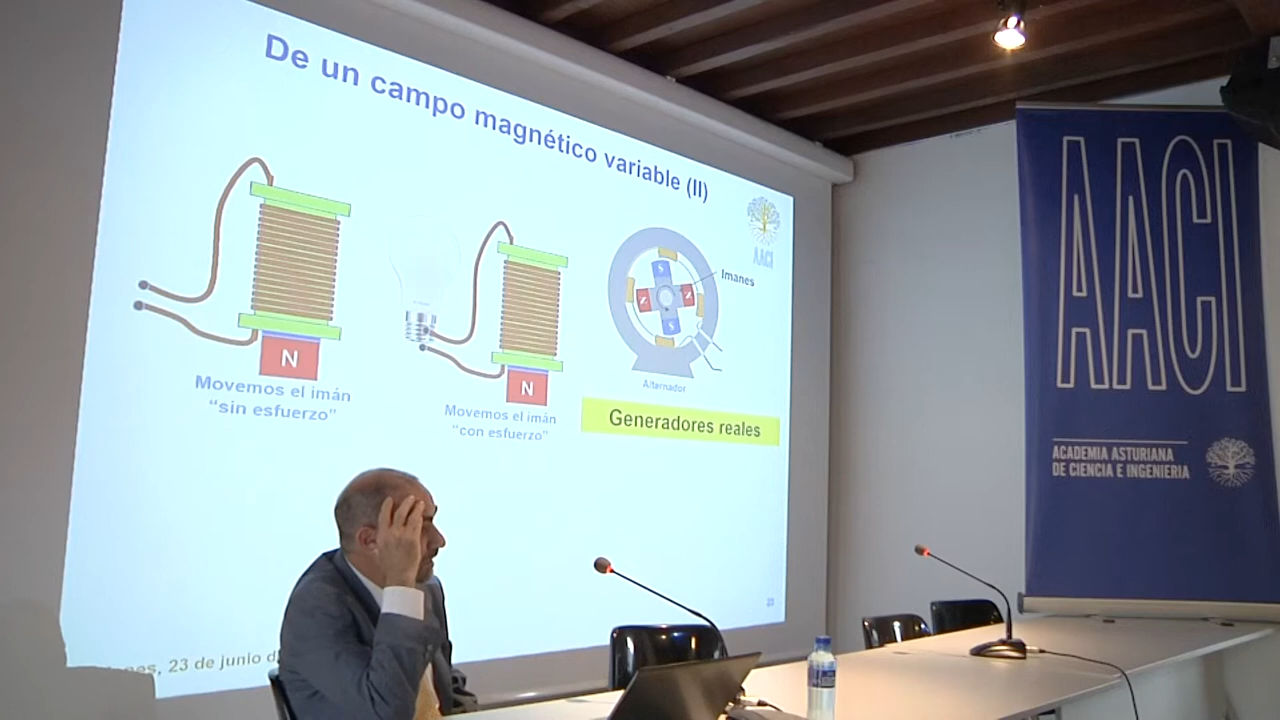 De un campo magnético variable (II)
AACI
Imanes
S
N
N
S
Alternador
N
Movemos el imán
“sin esfuerzo”
N
Movemos el imán
“con esfuerzo”
Generadores reales
23
23 de junio
AACI
ACADEMIA ASTURIANA
DE CIENCIA E INGENIERIA